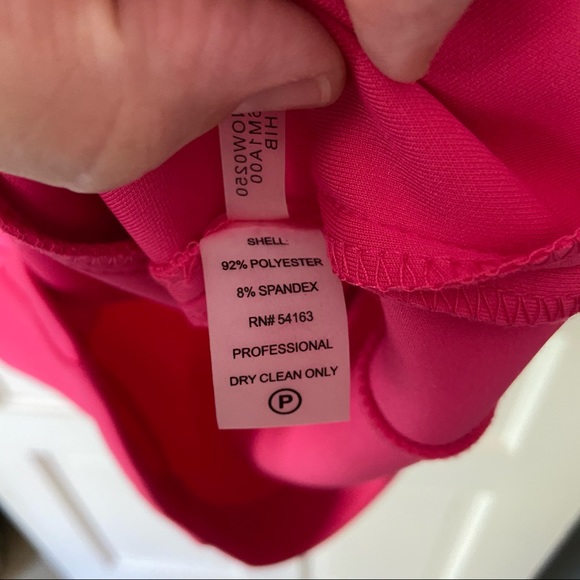 SHELL:
92% POLYESTER
8% SPANDEX
RN# 54163
PROFESSIONAL
DRY CLEAN ONLY
P